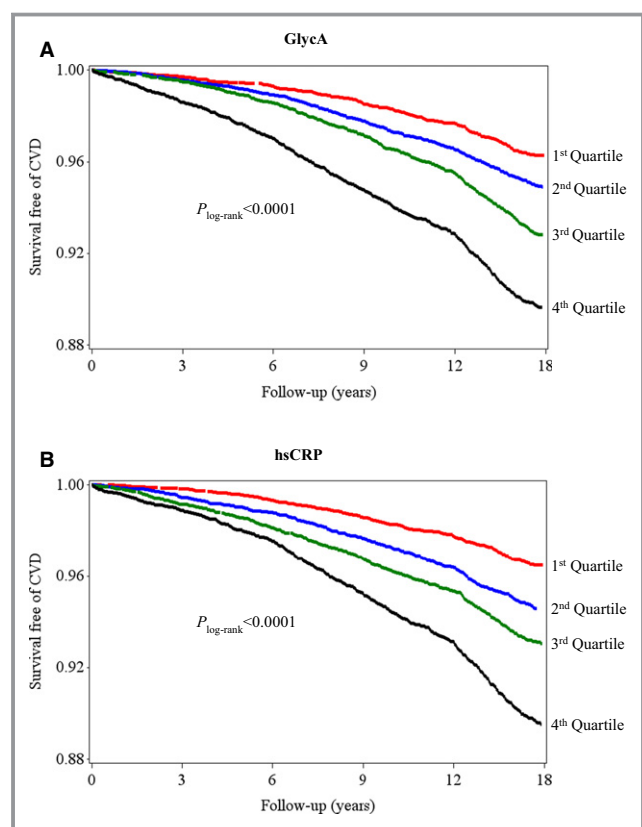 A
GlycA
1.00
0.96
0.92
0.88
Survival free of CVD
P log-rank<0.0001
1st Quartile
2nd Quartile
3rd Quartile
4th Quartile
0 3 6 9 12 18
Follow-up (years)
B
hsCRP
1.00
0.96
0.92
0.88
Survival free of CVD
P log-rank<0.0001
1st Quartile
2nd Quartile
3rd Quartile
4th Quartile
0 3 6 9 12 18
Follow-up (years)